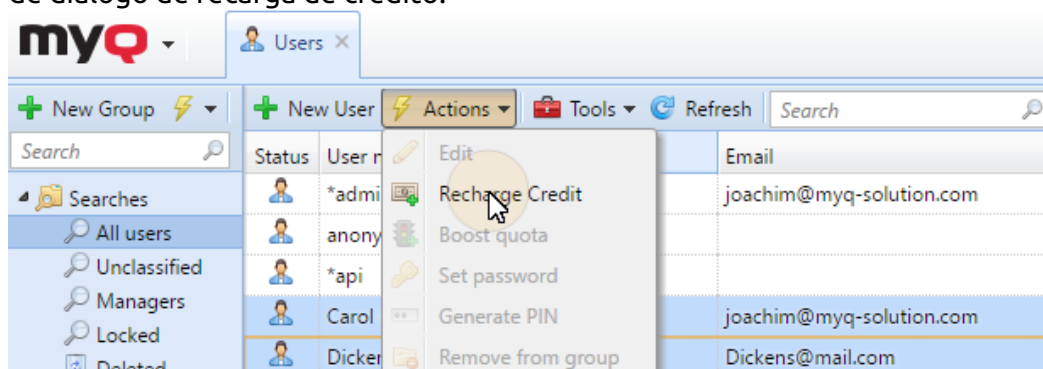 de diálogo de recarga de crédito.
myQ
Users
New Group
New User Actions Tools Refresh Search
Search
Status User n Email
Searches
*admi joachim@myq-solution.com
All users
anony
Unclassified
*api
Managers
Carol joachim@myq-solution.com
Locked
Dicken Dickens@mail.com
Deleted
Edit
Recharge Credit
Boost quota
Set password
Generate PIN
Remove from group